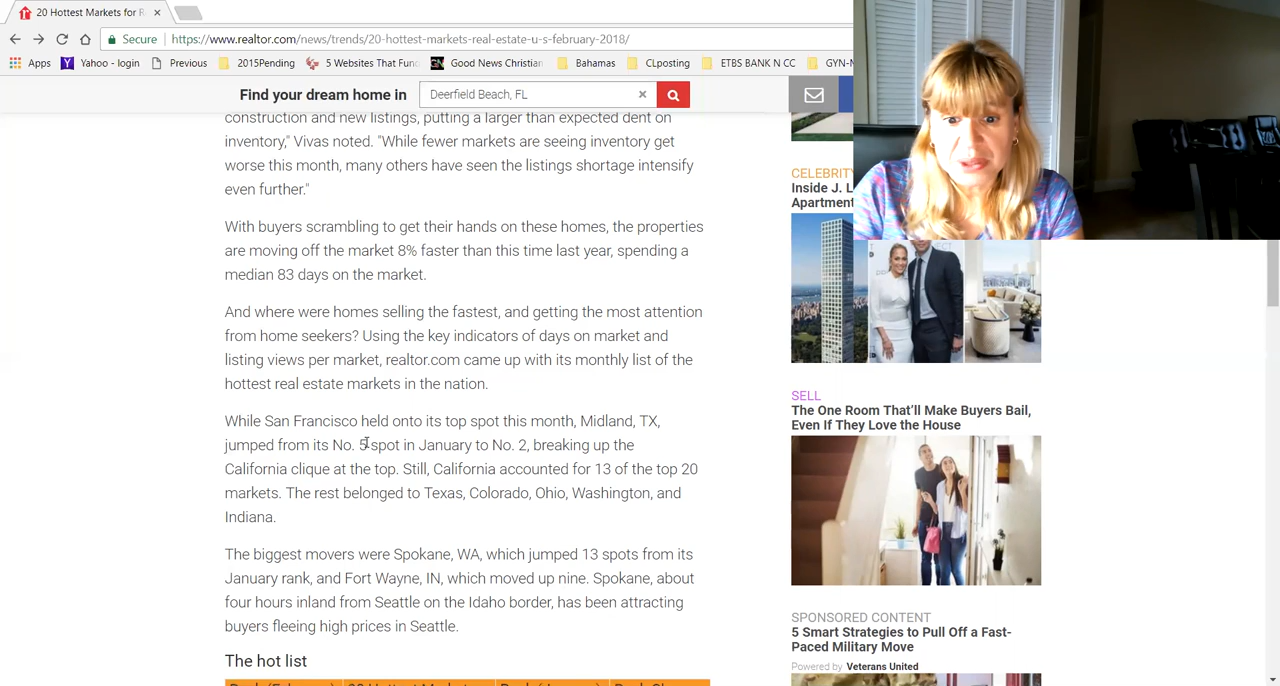 20 Hottest Markets for R
Secure https://www.realtor.com/news/trends/20-hottest-markets-real-estate-u-s-february-2018/
Apps Yahoo - login Previous 2015Pending 5 Websites That Func Good News Christian Bahamas CLposting ETBS BANK N CC GYN-M
Find your dream home in Deerfield Beach, FL
construction and new listings, putting a larger than expected dent on
inventory," Vivas noted. "While fewer markets are seeing inventory get
worse this month, many others have seen the listings shortage intensify
even further."
With buyers scrambling to get their hands on these homes, the properties
are moving off the market 8% faster than this time last year, spending a
median 83 days on the market.
And where were homes selling the fastest, and getting the most attention
from home seekers? Using the key indicators of days on market and
listing views per market, realtor.com came up with its monthly list of the
hottest real estate markets in the nation.
While San Francisco held onto its top spot this month, Midland, TX,
jumped from its No. 5 spot in January to No. 2, breaking up the
California clique at the top. Still, California accounted for 13 of the top 20
markets. The rest belonged to Texas, Colorado, Ohio, Washington, and
Indiana.
The biggest movers were Spokane, WA, which jumped 13 spots from its
January rank, and Fort Wayne, IN, which moved up nine. Spokane, about
four hours inland from Seattle on the Idaho border, has been attracting
buyers fleeing high prices in Seattle.
The hot list
CELEBRITY
Inside J. L
Apartment
SELL
The One Room That'll Make Buyers Bail,
Even If They Love the House
SPONSORED CONTENT
5 Smart Strategies to Pull Off a Fast-
Paced Military Move
Powered by Veterans United